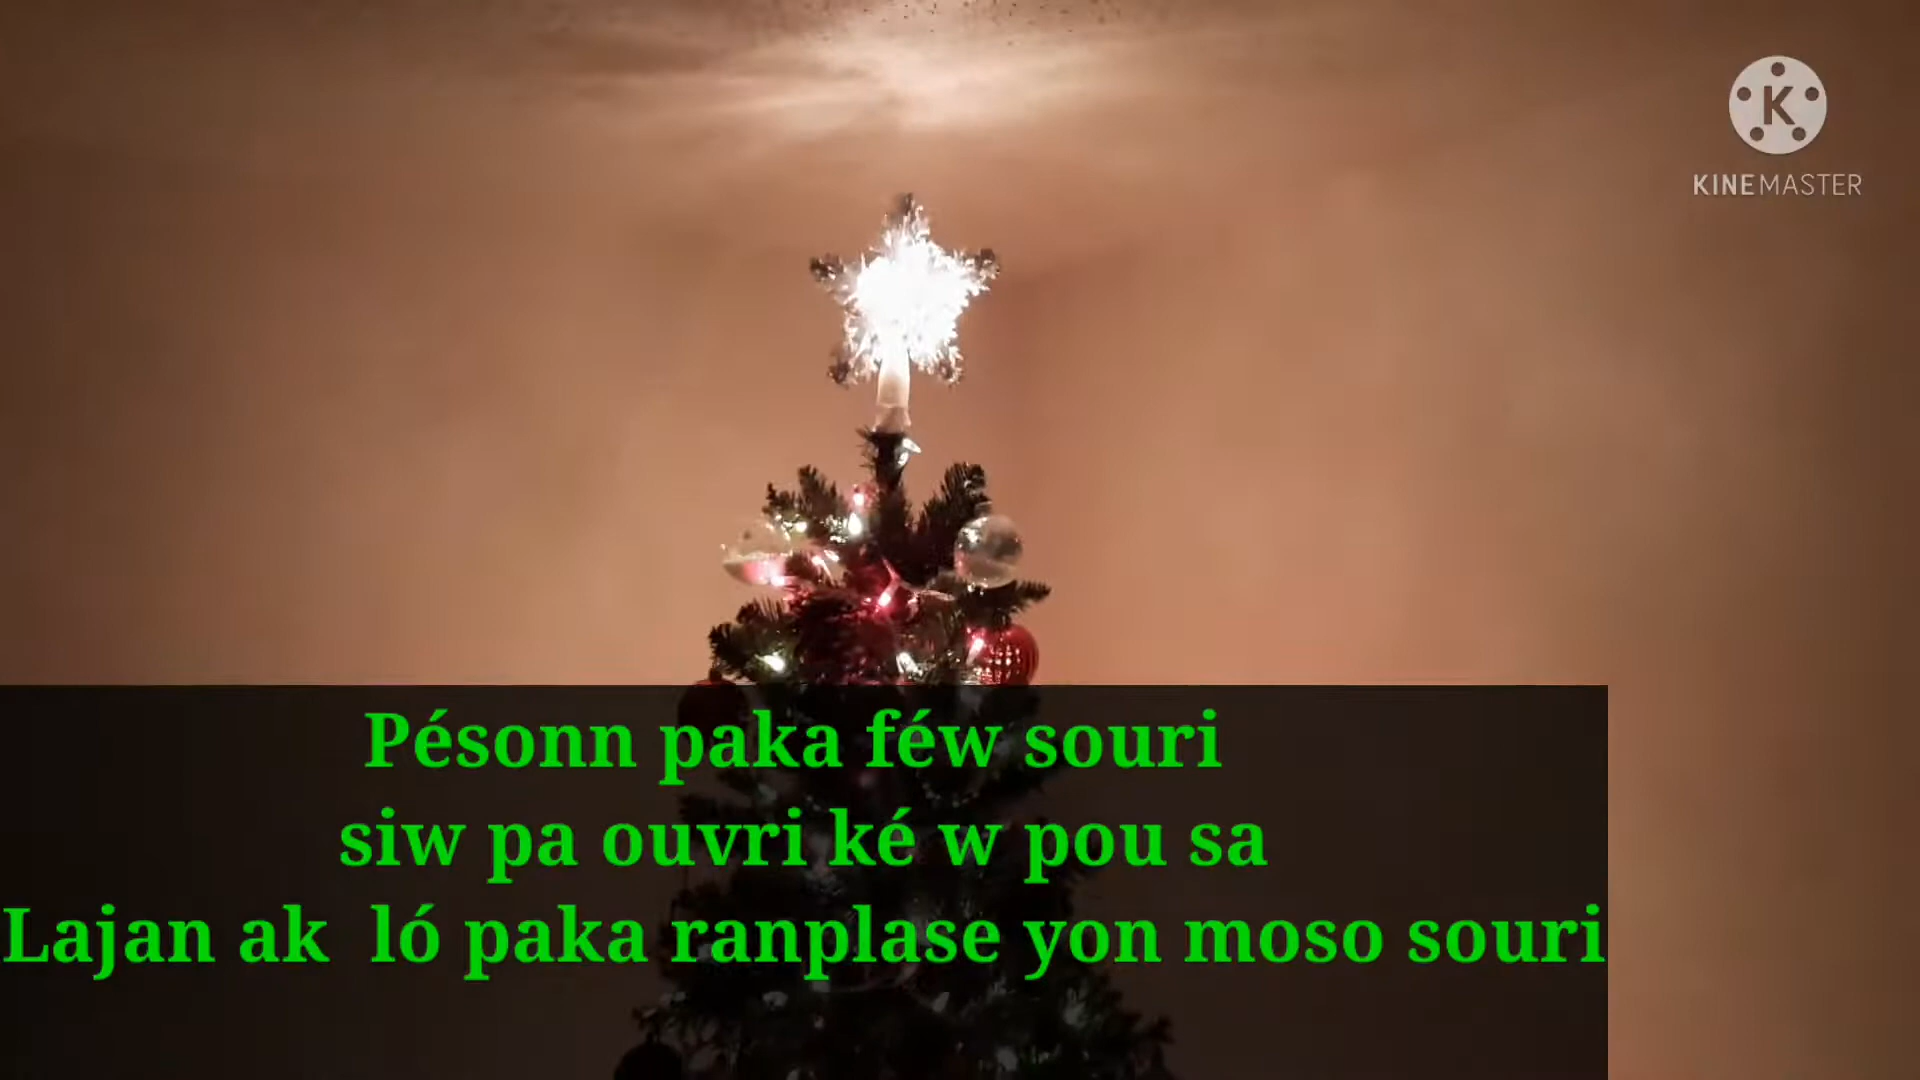 KINEMASTER
Pésonn paka féw souri
siw pa ouvri ké w pou sa
Lajan ak ló paka ranplase yon moso souri